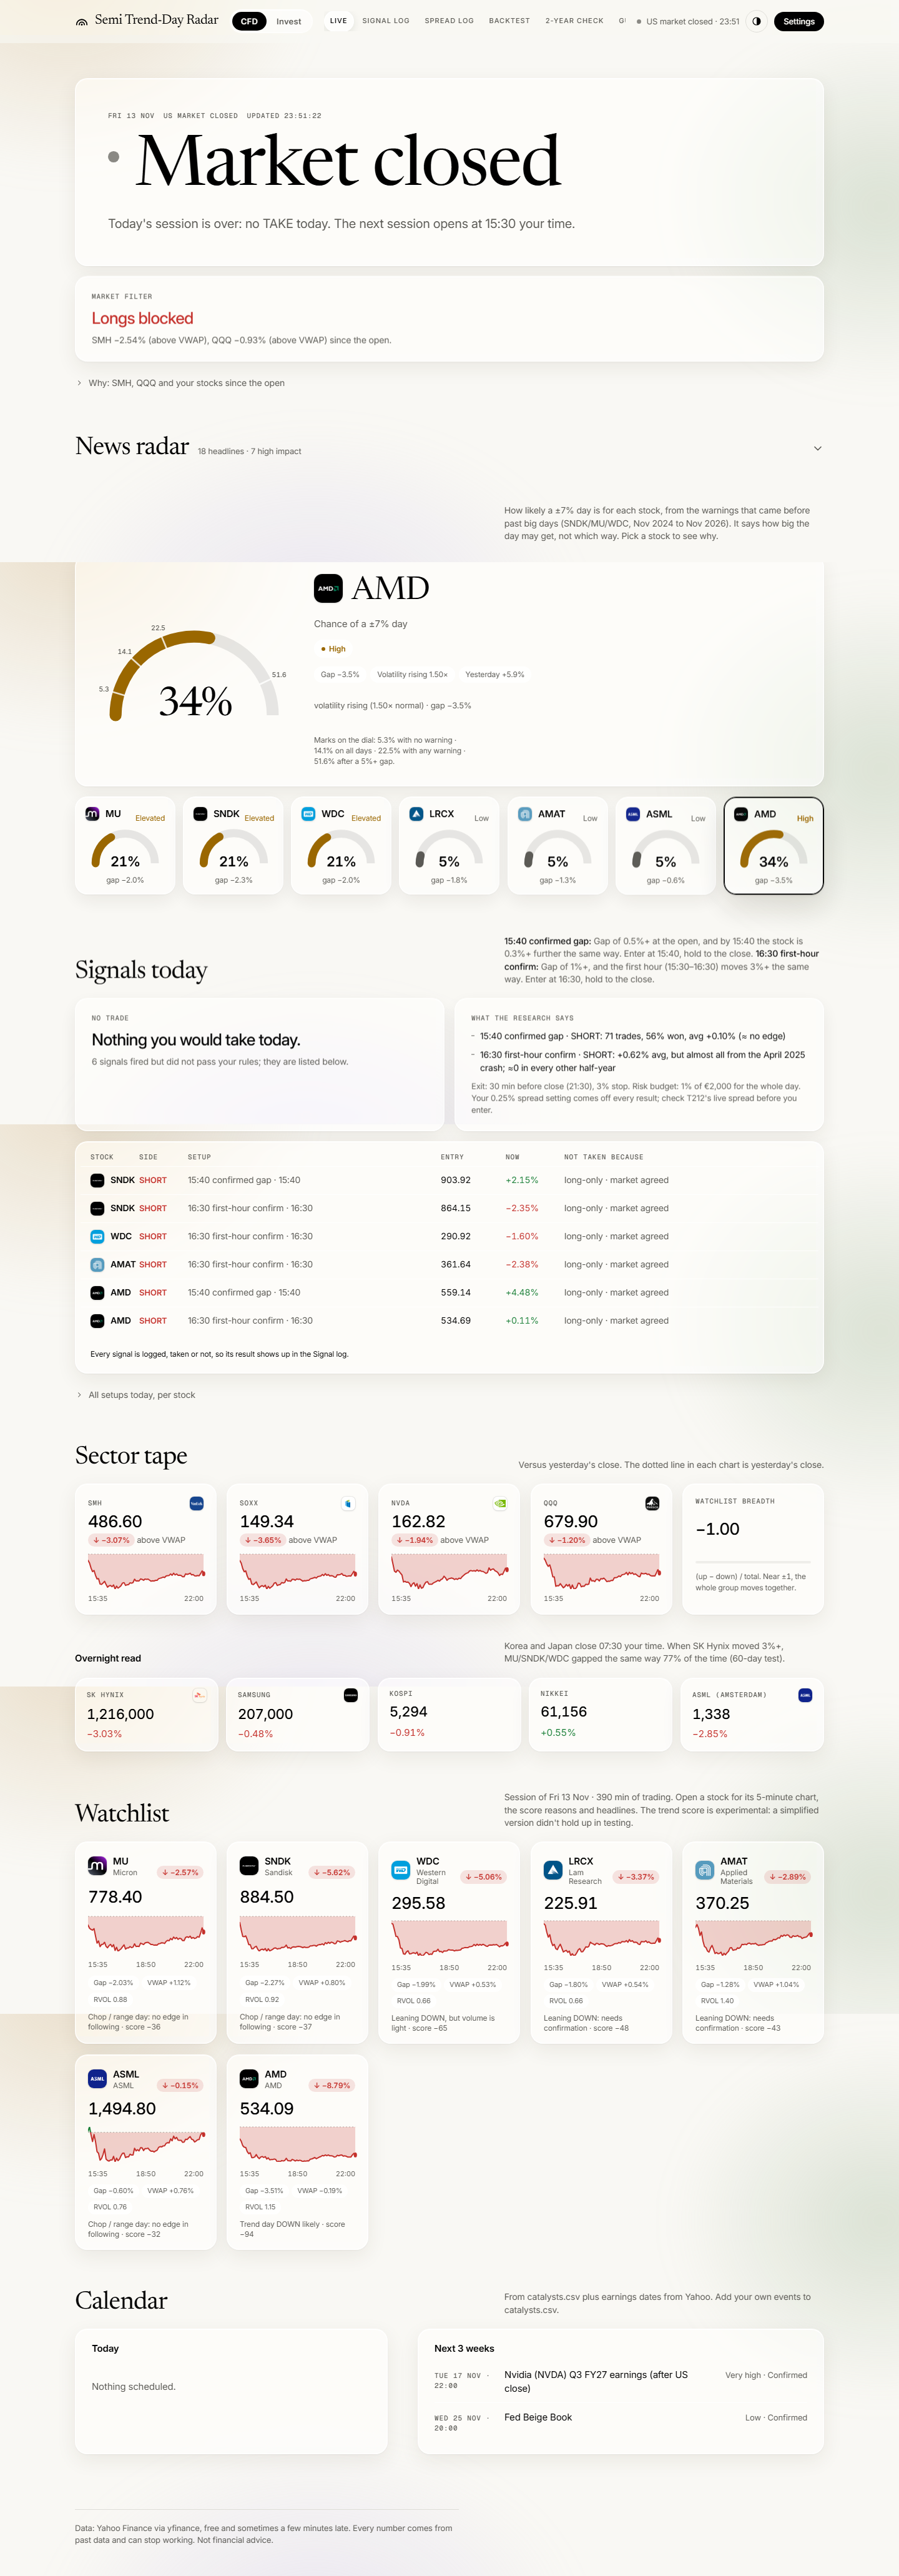 Semi Trend-Day Radar
CFD Invest
LIVE SIGNAL LOG SPREAD LOG BACKTEST 2-YEAR CHECK
US market closed · 23:51
Settings
FRI 13 NOV US MARKET CLOSED UPDATED 23:51:22
Market closed
Today's session is over: no TAKE today. The next session opens at 15:30 your time.
MARKET FILTER
Longs blocked
SMH −2.54% (above VWAP), QQQ −0.93% (above VWAP) since the open.
Why: SMH, QQQ and your stocks since the open
News radar 18 headlines · 7 high impact
How likely a ±7% day is for each stock, from the warnings that came before
past big days (SNDK/MU/WDC, Nov 2024 to Nov 2026). It says how big the
day may get, not which way. Pick a stock to see why.
5.3
14.1
22.5
51.6
34%
AMD
Chance of a ±7% day
High
Gap −3.5% Volatility rising 1.50× Yesterday +5.9%
volatility rising (1.50× normal) · gap −3.5%
Marks on the dial: 5.3% with no warning ·
14.1% on all days · 22.5% with any warning ·
51.6% after a 5%+ gap.
MU Elevated
21%
gap −2.0%
SNDK Elevated
21%
gap −2.3%
WDC Elevated
21%
gap −2.0%
LRCX Low
5%
gap −1.8%
AMAT Low
5%
gap −1.3%
ASML Low
5%
gap −0.6%
AMD High
34%
gap −3.5%
Signals today
15:40 confirmed gap: Gap of 0.5%+ at the open, and by 15:40 the stock is
0.3%+ further the same way. Enter at 15:40, hold to the close. 16:30 first-hour
confirm: Gap of 1%+, and the first hour (15:30–16:30) moves 3%+ the same
way. Enter at 16:30, hold to the close.
NO TRADE
Nothing you would take today.
6 signals fired but did not pass your rules; they are listed below.
WHAT THE RESEARCH SAYS
– 15:40 confirmed gap · SHORT: 71 trades, 56% won, avg +0.10% (≈ no edge)
– 16:30 first-hour confirm · SHORT: +0.62% avg, but almost all from the April 2025
crash; ≈0 in every other half-year
Exit: 30 min before close (21:30), 3% stop. Risk budget: 1% of €2,000 for the whole day.
Your 0.25% spread setting comes off every result; check T212's live spread before you
enter.
STOCK SIDE SETUP ENTRY NOW NOT TAKEN BECAUSE
SNDK SHORT 15:40 confirmed gap · 15:40 903.92 +2.15% long-only · market agreed
SNDK SHORT 16:30 first-hour confirm · 16:30 864.15 −2.35% long-only · market agreed
WDC SHORT 16:30 first-hour confirm · 16:30 290.92 −1.60% long-only · market agreed
AMAT SHORT 16:30 first-hour confirm · 16:30 361.64 −2.38% long-only · market agreed
AMD SHORT 15:40 confirmed gap · 15:40 559.14 +4.48% long-only · market agreed
AMD SHORT 16:30 first-hour confirm · 16:30 534.69 +0.11% long-only · market agreed
Every signal is logged, taken or not, so its result shows up in the Signal log.
All setups today, per stock
Sector tape
Versus yesterday's close. The dotted line in each chart is yesterday's close.
SMH
486.60
↓ −3.07% above VWAP
15:35 22:00
SOXX
149.34
↓ −3.65% above VWAP
15:35 22:00
NVDA
162.82
↓ −1.94% above VWAP
15:35 22:00
QQQ
679.90
↓ −1.20% above VWAP
15:35 22:00
WATCHLIST BREADTH
−1.00
(up − down) / total. Near ±1, the
whole group moves together.
Overnight read
Korea and Japan close 07:30 your time. When SK Hynix moved 3%+,
MU/SNDK/WDC gapped the same way 77% of the time (60-day test).
SK HYNIX
1,216,000
−3.03%
SAMSUNG
207,000
−0.48%
KOSPI
5,294
−0.91%
NIKKEI
61,156
+0.55%
ASML (AMSTERDAM)
ASML
1,338
−2.85%
Watchlist
Session of Fri 13 Nov · 390 min of trading. Open a stock for its 5-minute chart,
the score reasons and headlines. The trend score is experimental: a simplified
version didn't hold up in testing.
MU
Micron
↓ −2.57%
778.40
15:35 18:50 22:00
Gap −2.03% VWAP +1.12%
RVOL 0.88
Chop / range day: no edge in
following · score −36
SNDK
Sandisk
↓ −5.62%
884.50
15:35 18:50 22:00
Gap −2.27% VWAP +0.80%
RVOL 0.92
Chop / range day: no edge in
following · score −37
WDC
Western
Digital
↓ −5.06%
295.58
15:35 18:50 22:00
Gap −1.99% VWAP +0.53%
RVOL 0.66
Leaning DOWN, but volume is
light · score −65
LRCX
Lam
Research
↓ −3.37%
225.91
15:35 18:50 22:00
Gap −1.80% VWAP +0.54%
RVOL 0.66
Leaning DOWN: needs
confirmation · score −48
AMAT
Applied
Materials
↓ −2.89%
370.25
15:35 18:50 22:00
Gap −1.28% VWAP +1.04%
RVOL 1.40
Leaning DOWN: needs
confirmation · score −43
ASML
ASML
ASML
↓ −0.15%
1,494.80
15:35 18:50 22:00
Gap −0.60% VWAP +0.76%
RVOL 0.76
Chop / range day: no edge in
following · score −32
AMD
AMD
↓ −8.79%
534.09
15:35 18:50 22:00
Gap −3.51% VWAP −0.19%
RVOL 1.15
Trend day DOWN likely · score
−94
Calendar
From catalysts.csv plus earnings dates from Yahoo. Add your own events to
catalysts.csv.
Today
Nothing scheduled.
Next 3 weeks
TUE 17 NOV ·
22:00
Nvidia (NVDA) Q3 FY27 earnings (after US
close)
Very high · Confirmed
WED 25 NOV ·
20:00
Fed Beige Book
Low · Confirmed
Data: Yahoo Finance via yfinance, free and sometimes a few minutes late. Every number comes from
past data and can stop working. Not financial advice.